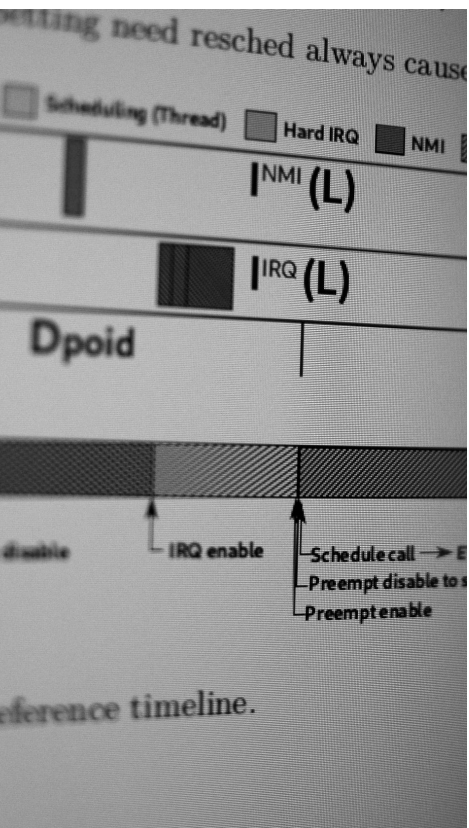 setting need resched always cause
Scheduling (Thread)
Hard IRQ
NMI
I^NMI (L)
I^IRQ (L)
Dpoid
disable
IRQ enable
Schedule call → E
Preempt disable to s
Preempt enable
eference timeline.